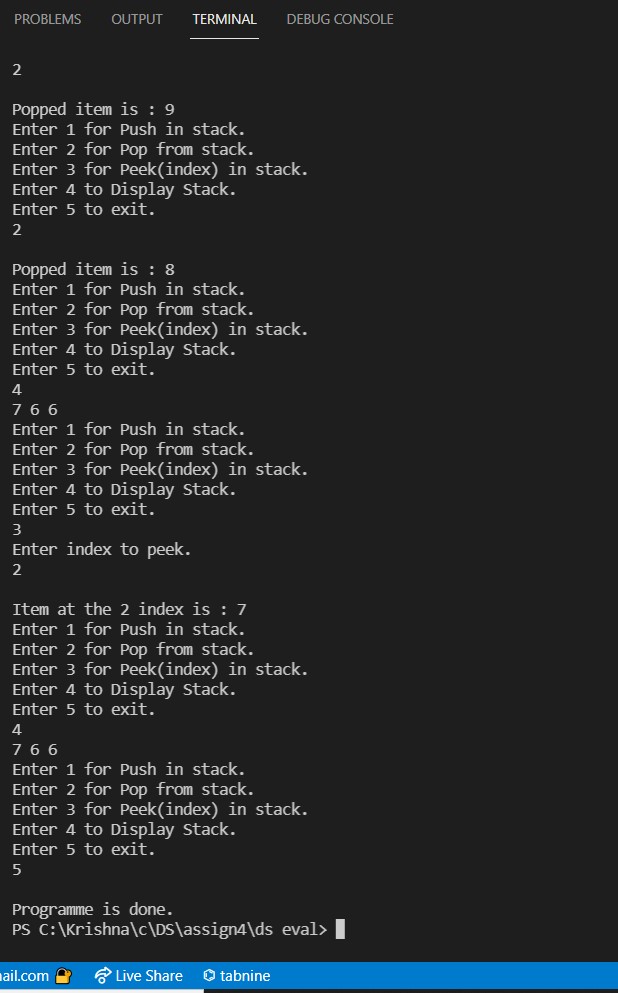 PROBLEMS OUTPUT TERMINAL DEBUG CONSOLE
2
Popped item is : 9
Enter 1 for Push in stack.
Enter 2 for Pop from stack.
Enter 3 for Peek(index) in stack.
Enter 4 to Display Stack.
Enter 5 to exit.
2
Popped item is : 8
Enter 1 for Push in stack.
Enter 2 for Pop from stack.
Enter 3 for Peek(index) in stack.
Enter 4 to Display Stack.
Enter 5 to exit.
4
7 6 6
Enter 1 for Push in stack.
Enter 2 for Pop from stack.
Enter 3 for Peek(index) in stack.
Enter 4 to Display Stack.
Enter 5 to exit.
3
Enter index to peek.
2
Item at the 2 index is : 7
Enter 1 for Push in stack.
Enter 2 for Pop from stack.
Enter 3 for Peek(index) in stack.
Enter 4 to Display Stack.
Enter 5 to exit.
4
7 6 6
Enter 1 for Push in stack.
Enter 2 for Pop from stack.
Enter 3 for Peek(index) in stack.
Enter 4 to Display Stack.
Enter 5 to exit.
5
Programme is done.
PS C:\Krishna\c\DS\assign4\ds eval>
ail.com Live Share tabnine